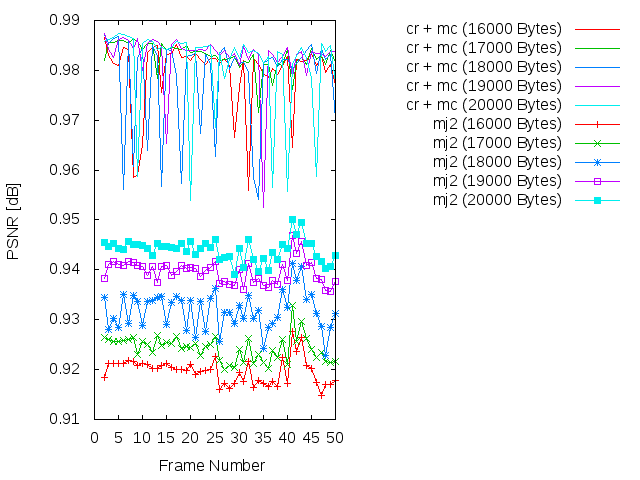 0.99
0.98
0.97
0.96
0.95
0.94
0.93
0.92
0.91
PSNR [dB]
0 5 10 15 20 25 30 35 40 45 50
Frame Number
cr + mc (16000 Bytes)
cr + mc (17000 Bytes)
cr + mc (18000 Bytes)
cr + mc (19000 Bytes)
cr + mc (20000 Bytes)
mj2 (16000 Bytes)
mj2 (17000 Bytes)
mj2 (18000 Bytes)
mj2 (19000 Bytes)
mj2 (20000 Bytes)